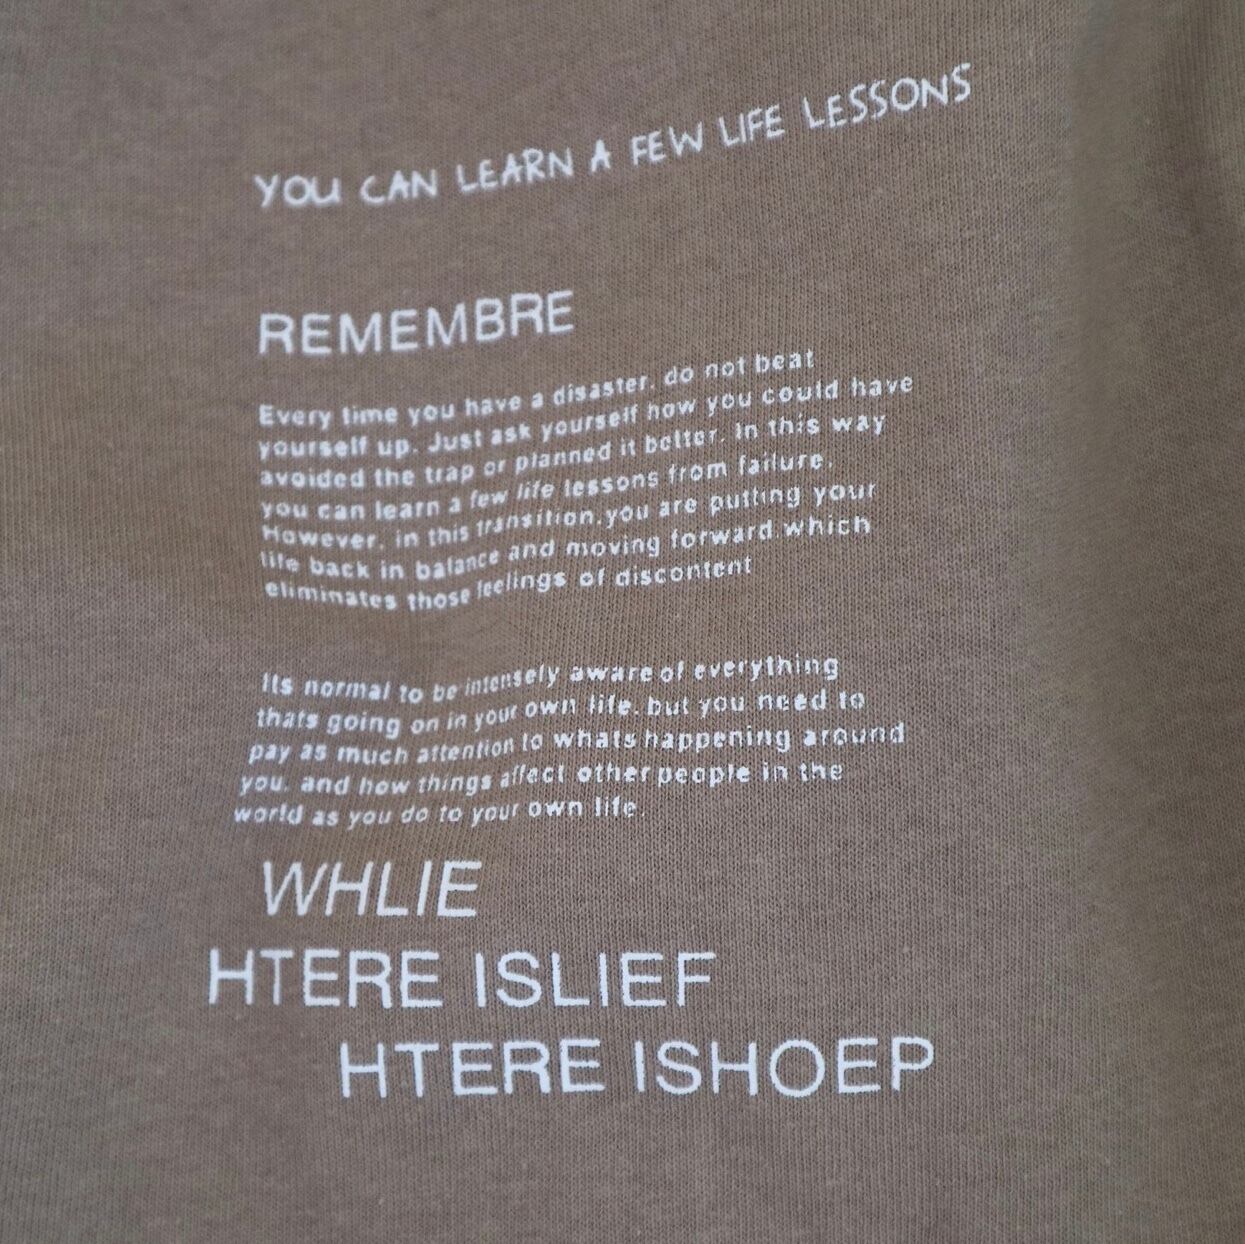 YOU CAN LEARN A FEW LIFE LESSONS
REMEMBRE
Every time you have a disaster, do not beat
yourself up. Just ask yourself how you could have
avoided the trap or planned it better. In this way
you can learn a few life lessons from failure.
However, in this transition,you are putting your
life back in balance and moving forward which
eliminates those feelings of discontent
Its normal to be intensely aware of everything
thats going on in your own life, but you need to
pay as much attention to whats happening around
you, and how things affect other people in the
world as you do to your own life.
WHLIE
HTERE ISLIEF
HTERE ISHOEP